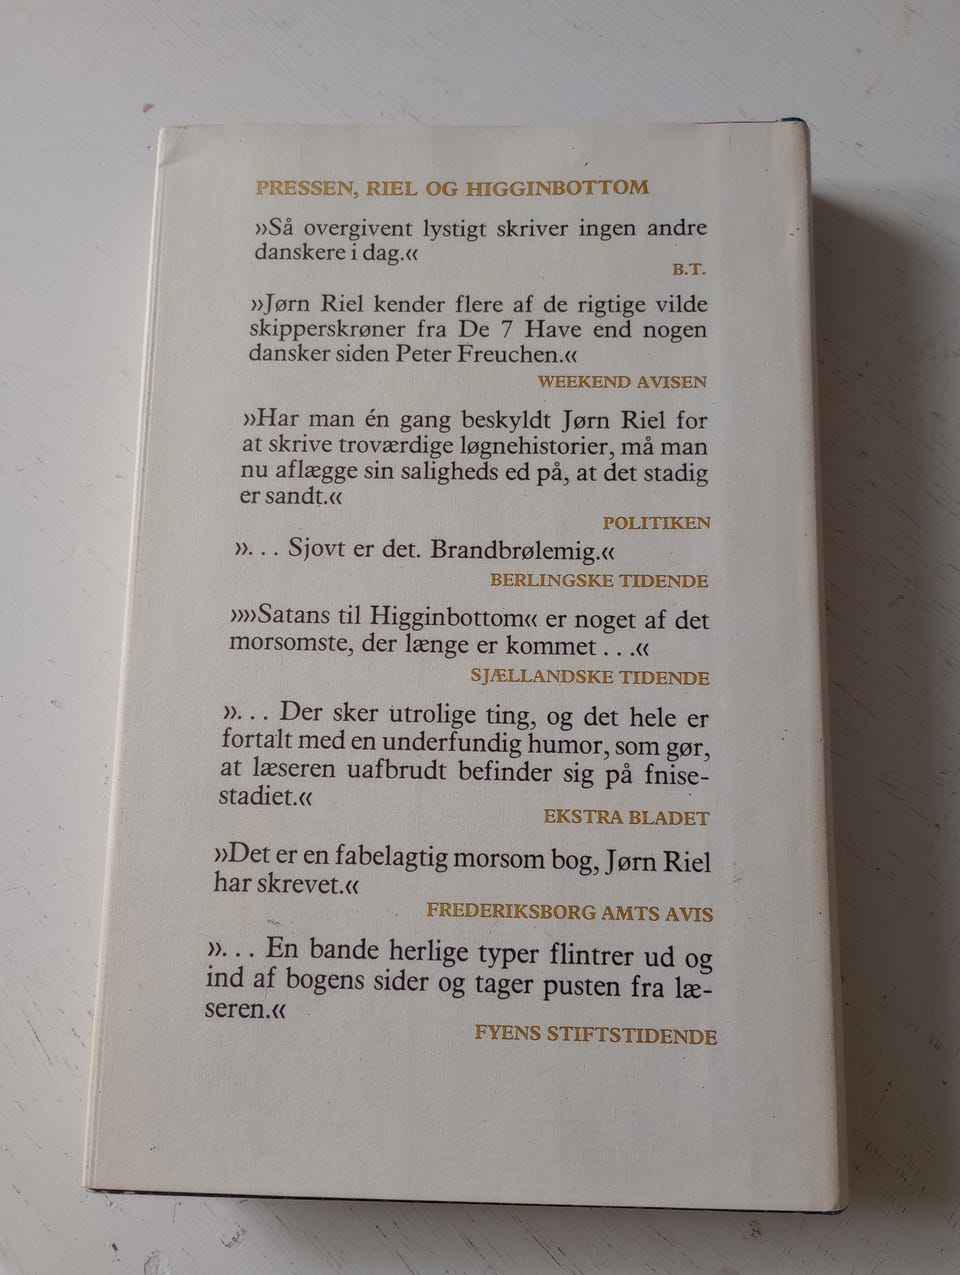 PRESSEN, RIEL OG HIGGINBOTTOM
»Så overgivent lystigt skriver ingen andre
danskere i dag.«
B.T.
»Jørn Riel kender flere af de rigtige vilde
skipperskrøner fra De 7 Have end nogen
dansker siden Peter Freuchen.«
WEEKEND AVISEN
»Har man én gang beskyldt Jørn Riel for
at skrive troværdige løgnehistorier, må man
nu aflægge sin saligheds ed på, at det stadig
er sandt.«
POLITIKEN
»... Sjovt er det. Brandbrølemig.«
BERLINGSKE TIDENDE
»»Satans til Higginbottom« er noget af det
morsomste, der længe er kommet . . .«
SJÆLLANDSKE TIDENDE
»... Der sker utrolige ting, og det hele er
fortalt med en underfundig humor, som gør,
at læseren uafbrudt befinder sig på fnise-
stadiet.«
EKSTRA BLADET
»Det er en fabelagtig morsom bog, Jørn Riel
har skrevet.«
FREDERIKSBORG AMTS AVIS
»... En bande herlige typer flintrer ud og
ind af bogens sider og tager pusten fra læ-
seren.«
FYENS STIFTSTIDENDE